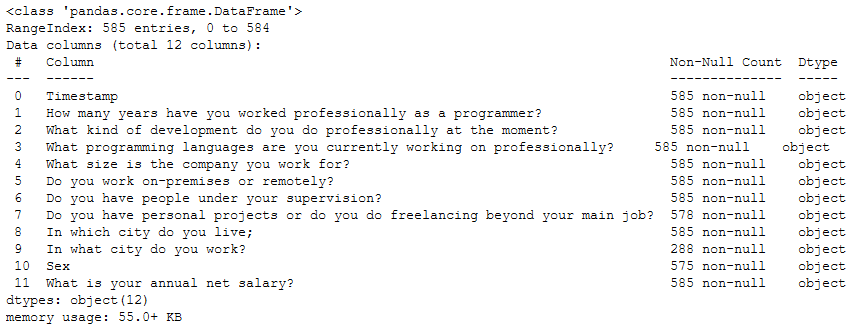 <class 'pandas.core.frame.DataFrame'>
RangeIndex: 585 entries, 0 to 584
Data columns (total 12 columns):
 #   Column                                                                         Non-Null Count  Dtype
---  ------                                                                         --------------  -----
 0   Timestamp                                                                      585 non-null    object
 1   How many years have you worked professionally as a programmer?                 585 non-null    object
 2   What kind of development do you do professionally at the moment?               585 non-null    object
 3   What programming languages are you currently working on professionally?     585 non-null    object
 4   What size is the company you work for?                                         585 non-null    object
 5   Do you work on-premises or remotely?                                           585 non-null    object
 6   Do you have people under your supervision?                                     585 non-null    object
 7   Do you have personal projects or do you do freelancing beyond your main job?  578 non-null    object
 8   In which city do you live;                                                     585 non-null    object
 9   In what city do you work?                                                      288 non-null    object
 10  Sex                                                                            575 non-null    object
 11  What is your annual net salary?                                                585 non-null    object
dtypes: object(12)
memory usage: 55.0+ KB